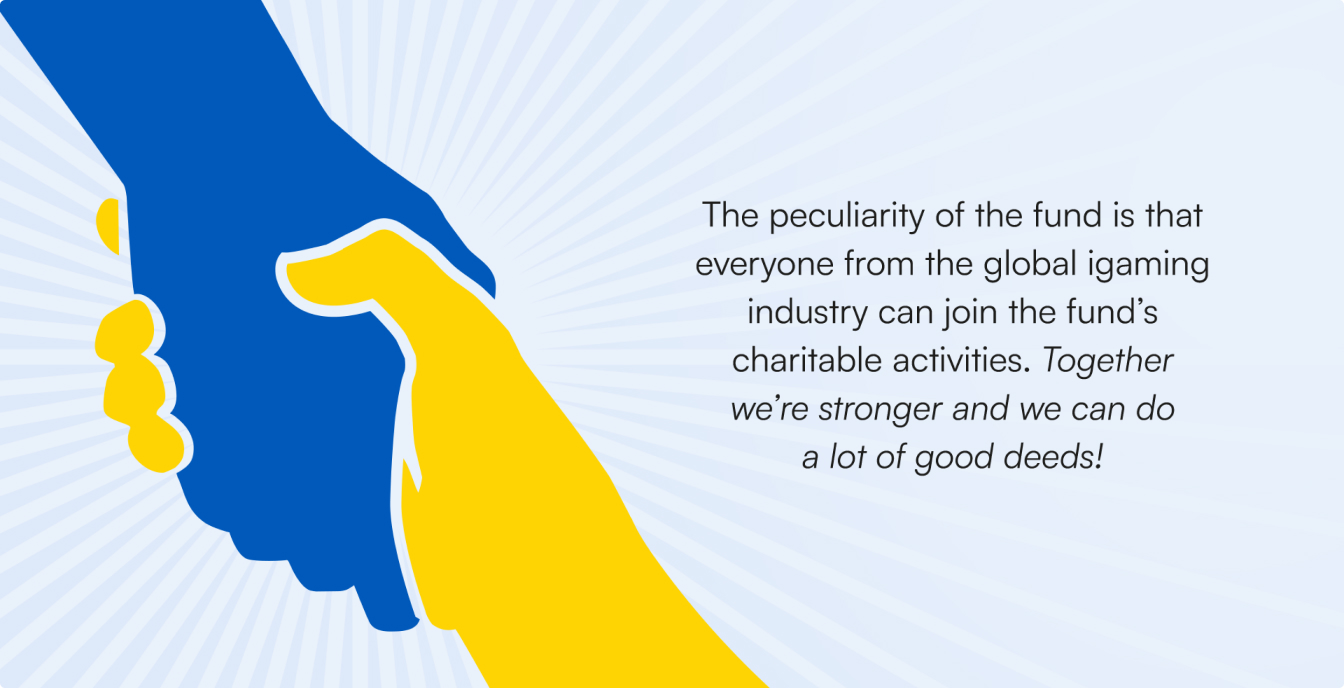 The peculiarity of the fund is that
everyone from the global igaming
industry can join the fund’s
charitable activities. Together
we’re stronger and we can do
a lot of good deeds!